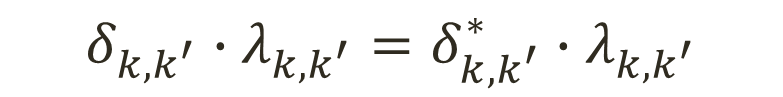 δ_{k,k′} · λ_{k,k′} = δ^*_{k,k′} · λ_{k,k′}